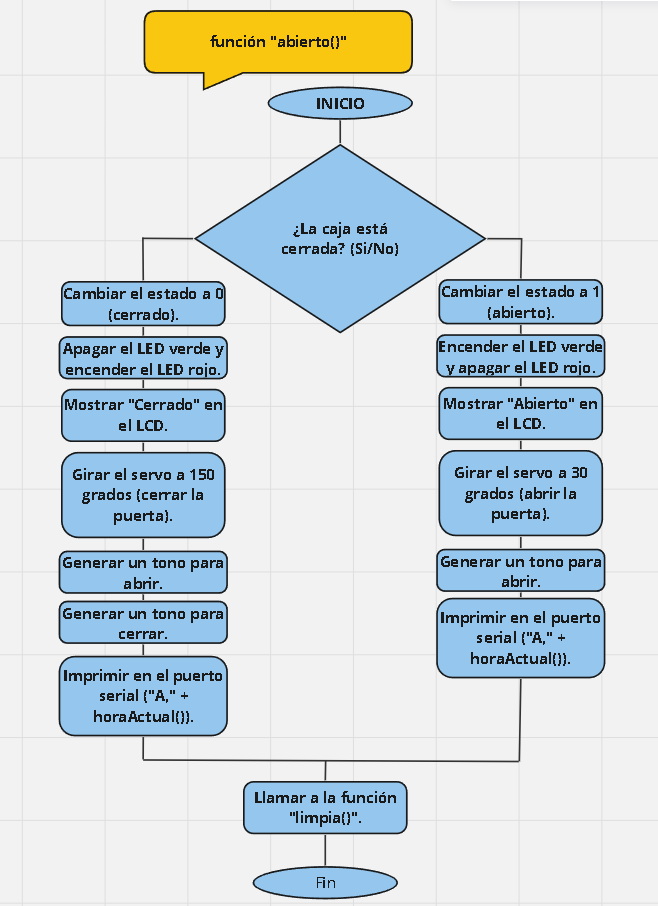 función "abierto()"
INICIO
¿La caja está
cerrada? (Si/No)
Cambiar el estado a 0
(cerrado).
Apagar el LED verde y
encender el LED rojo.
Mostrar "Cerrado" en
el LCD.
Girar el servo a 150
grados (cerrar la
puerta).
Generar un tono para
abrir.
Generar un tono para
cerrar.
Imprimir en el puerto
serial ("A," +
horaActual()).
Cambiar el estado a 1
(abierto).
Encender el LED verde
y apagar el LED rojo.
Mostrar "Abierto" en
el LCD.
Girar el servo a 30
grados (abrir la
puerta).
Generar un tono para
abrir.
Imprimir en el puerto
serial ("A," +
horaActual()).
Llamar a la función
"limpia()".
Fin